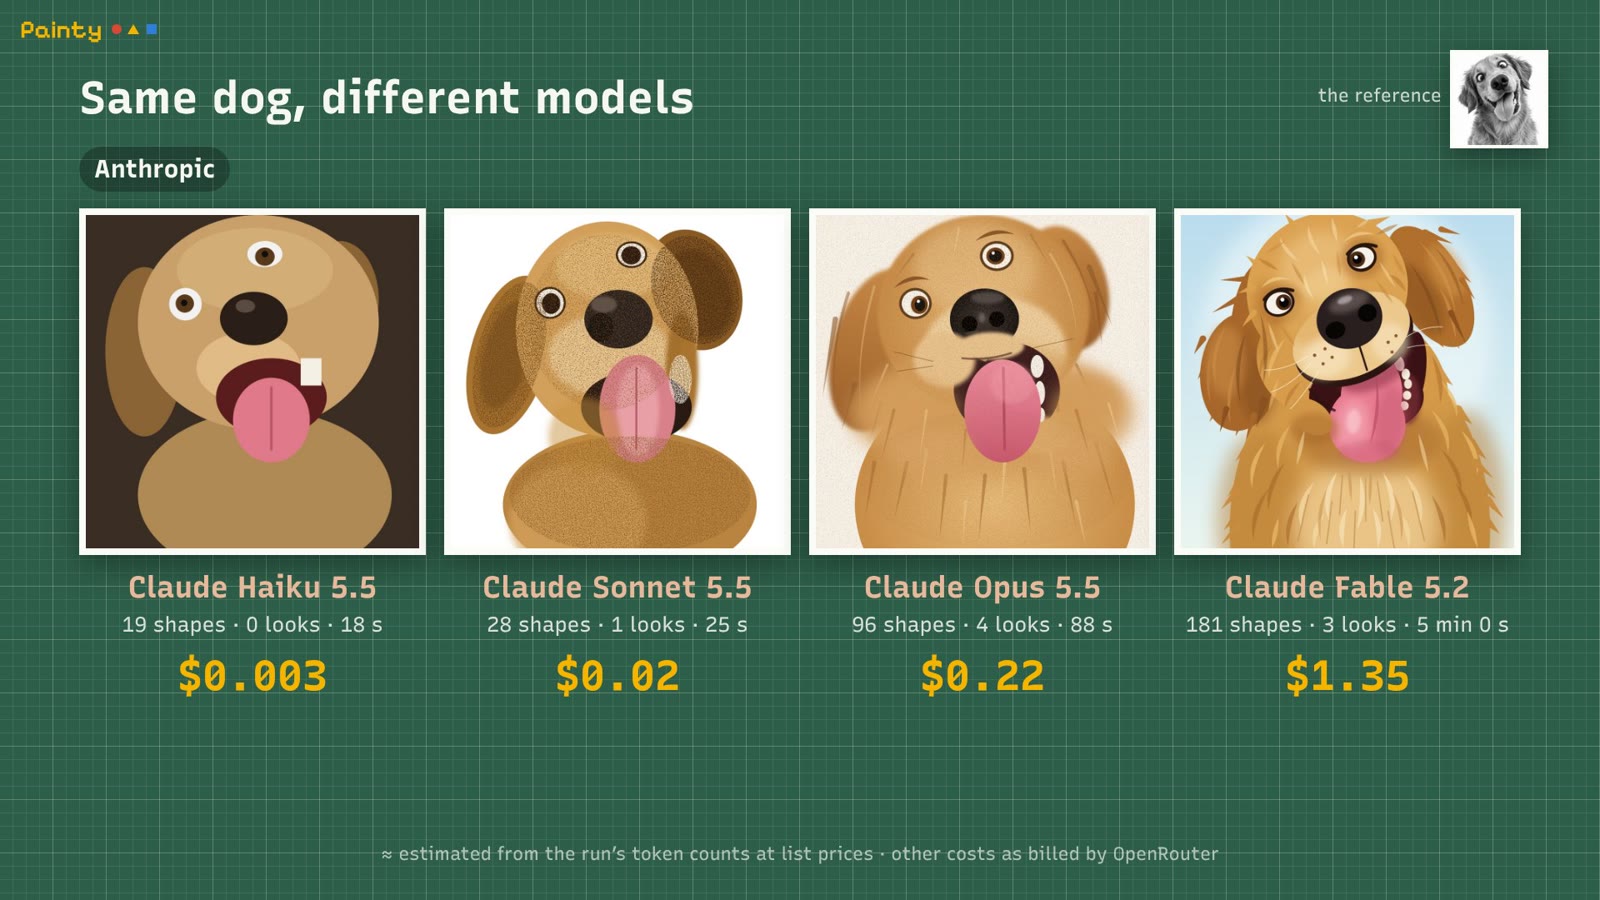 Painty
Same dog, different models
the reference
Anthropic
Claude Haiku 5.5
19 shapes · 0 looks · 18 s
$0.003
Claude Sonnet 5.5
28 shapes · 1 looks · 25 s
$0.02
Claude Opus 5.5
96 shapes · 4 looks · 88 s
$0.22
Claude Fable 5.2
181 shapes · 3 looks · 5 min 0 s
$1.35
≈ estimated from the run’s token counts at list prices · other costs as billed by OpenRouter